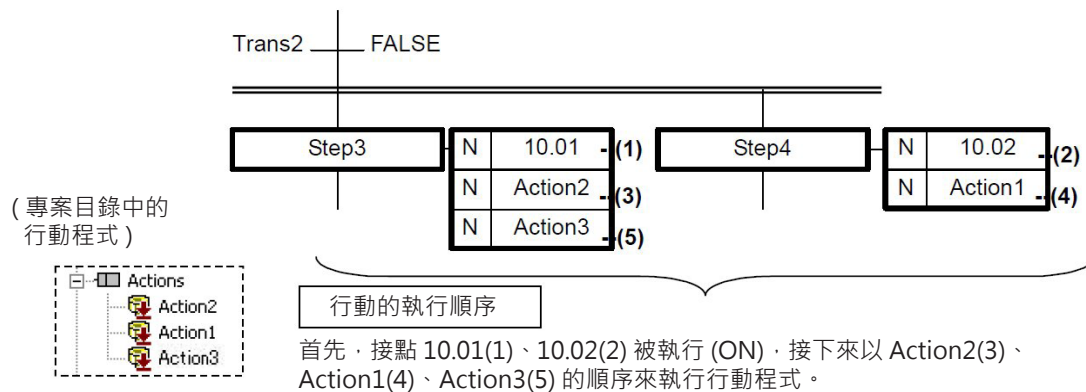 Trans2 FALSE
Step3 N 10.01 (1) Step4 N 10.02 (2)
N Action2 (3) N Action1 (4)
N Action3 (5)
(專案目錄中的
行動程式)
Actions
Action2
Action1
Action3
行動的執行順序
首先,接點 10.01(1)、10.02(2) 被執行 (ON),接下來以 Action2(3)、
Action1(4)、Action3(5) 的順序來執行行動程式。